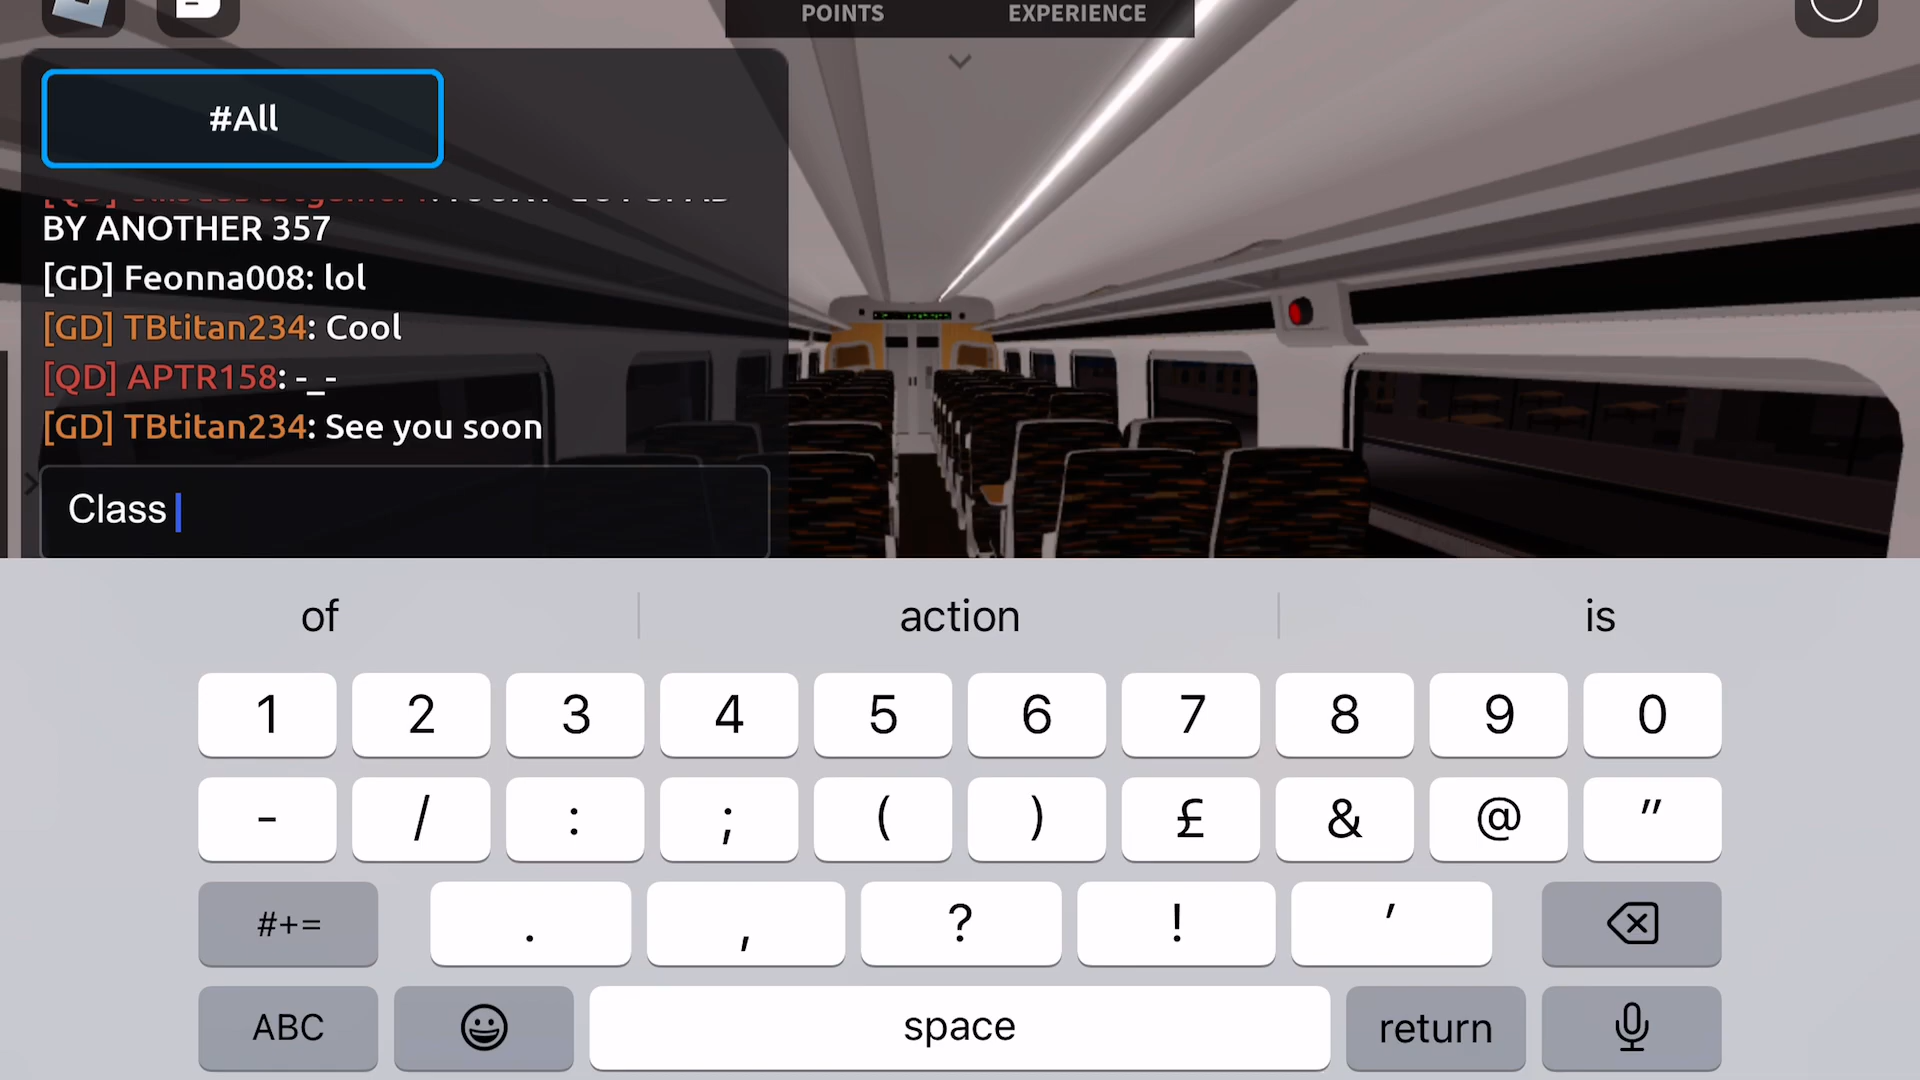 POINTS EXPERIENCE
#All
BY ANOTHER 357
[GD] Feonna008: lol
[GD] TBtitan234: Cool
[QD] APTR158: -_-
[GD] TBtitan234: See you soon
Class
of action is
1 2 3 4 5 6 7 8 9 0
- / : ; ( ) £ & @ "
#+= . , ? ! '
ABC space return